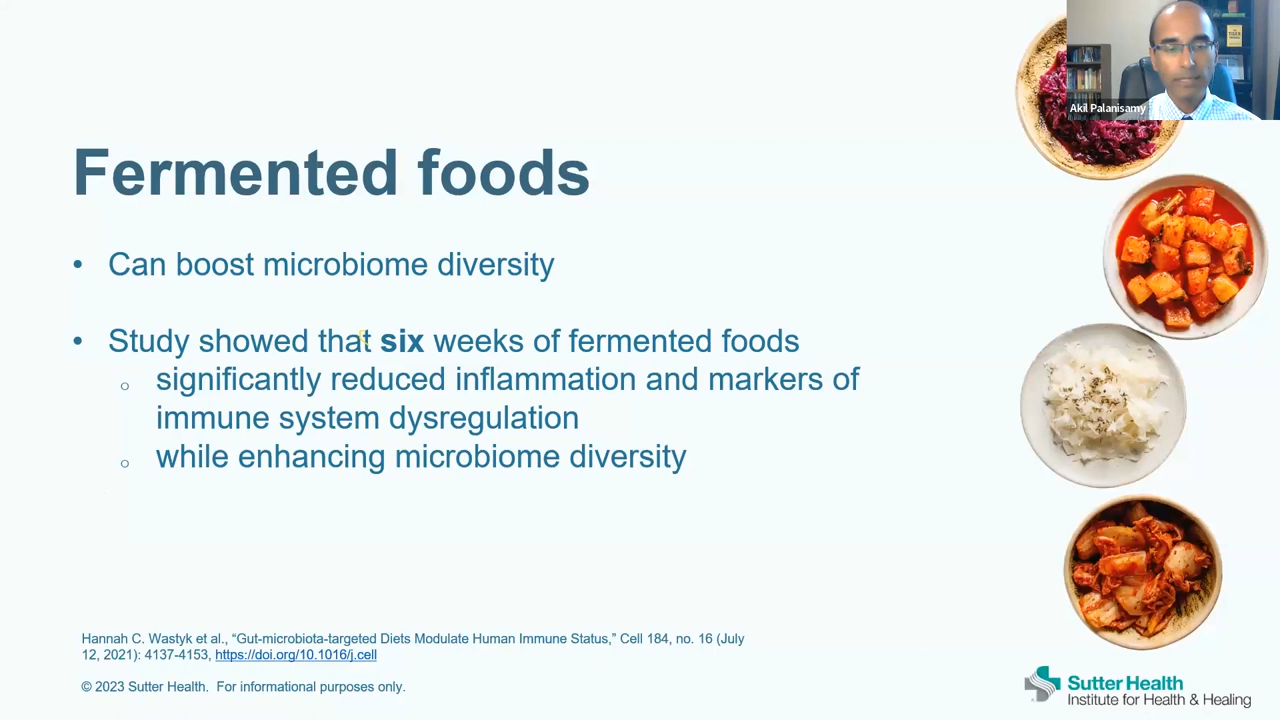 Akil Palanisamy
Fermented foods
• Can boost microbiome diversity
• Study showed that six weeks of fermented foods
○ significantly reduced inflammation and markers of
immune system dysregulation
○ while enhancing microbiome diversity
Hannah C. Wastyk et al., “Gut-microbiota-targeted Diets Modulate Human Immune Status,” Cell 184, no. 16 (July
12, 2021): 4137-4153, https://doi.org/10.1016/j.cell
© 2023 Sutter Health. For informational purposes only.
Sutter Health
Institute for Health & Healing